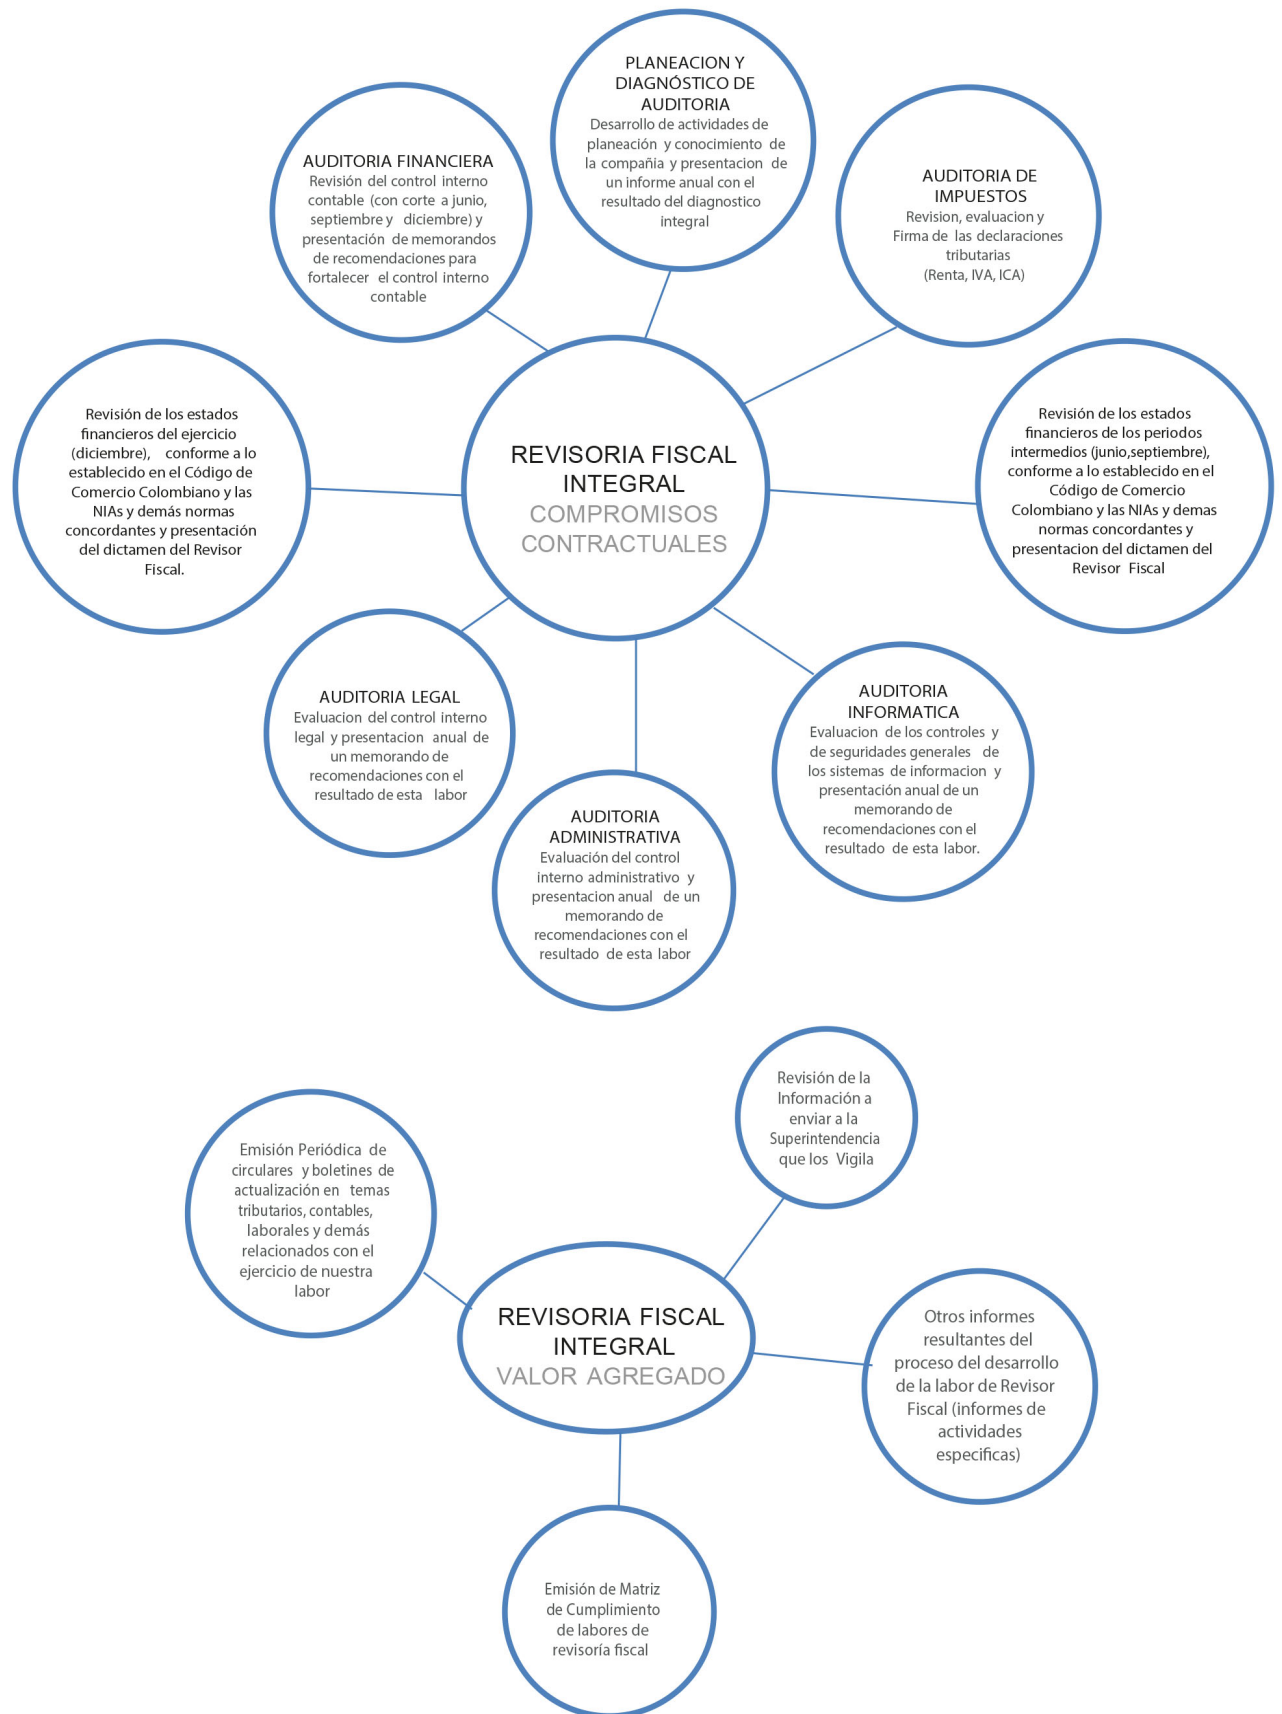 PLANEACION Y
DIAGNÓSTICO DE
AUDITORIA
Desarrollo de actividades de
planeación y conocimiento de
la compañia y presentacion de
un informe anual con el
resultado del diagnostico
integral
AUDITORIA FINANCIERA
Revisión del control interno
contable (con corte a junio,
septiembre y diciembre) y
presentación de memorandos
de recomendaciones para
fortalecer el control interno
contable
AUDITORIA DE
IMPUESTOS
Revision, evaluacion y
Firma de las declaraciones
tributarias
(Renta, IVA, ICA)
Revisión de los estados
financieros del ejercicio
(diciembre), conforme a lo
establecido en el Código de
Comercio Colombiano y las
NIAs y demás normas
concordantes y presentación
del dictamen del Revisor
Fiscal.
REVISORIA FISCAL
INTEGRAL
COMPROMISOS
CONTRACTUALES
Revisión de los estados
financieros de los periodos
intermedios (junio,septiembre),
conforme a lo establecido en el
Código de Comercio
Colombiano y las NIAs y demas
normas concordantes y
presentacion del dictamen del
Revisor Fiscal
AUDITORIA LEGAL
Evaluacion del control interno
legal y presentacion anual de
un memorando de
recomendaciones con el
resultado de esta labor
AUDITORIA
INFORMATICA
Evaluacion de los controles y
de seguridades generales de
los sistemas de informacion y
presentación anual de un
memorando de
recomendaciones con el
resultado de esta labor.
AUDITORIA
ADMINISTRATIVA
Evaluación del control
interno administrativo y
presentacion anual de un
memorando de
recomendaciones con el
resultado de esta labor
Revisión de la
Información a
enviar a la
Superintendencia
que los Vigila
Emisión Periódica de
circulares y boletines de
actualización en temas
tributarios, contables,
laborales y demás
relacionados con el
ejercicio de nuestra
labor
REVISORIA FISCAL
INTEGRAL
VALOR AGREGADO
Otros informes
resultantes del
proceso del desarrollo
de la labor de Revisor
Fiscal (informes de
actividades
especificas)
Emisión de Matriz
de Cumplimiento
de labores de
revisoría fiscal